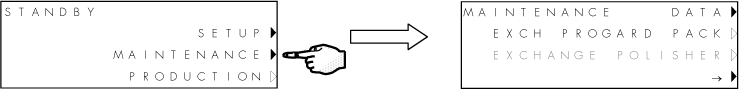 STANDBY
SETUP
MAINTENANCE
PRODUCTION
MAINTENANCE DATA
EXCH PROGARD PACK
EXCHANGE POLISHER
→